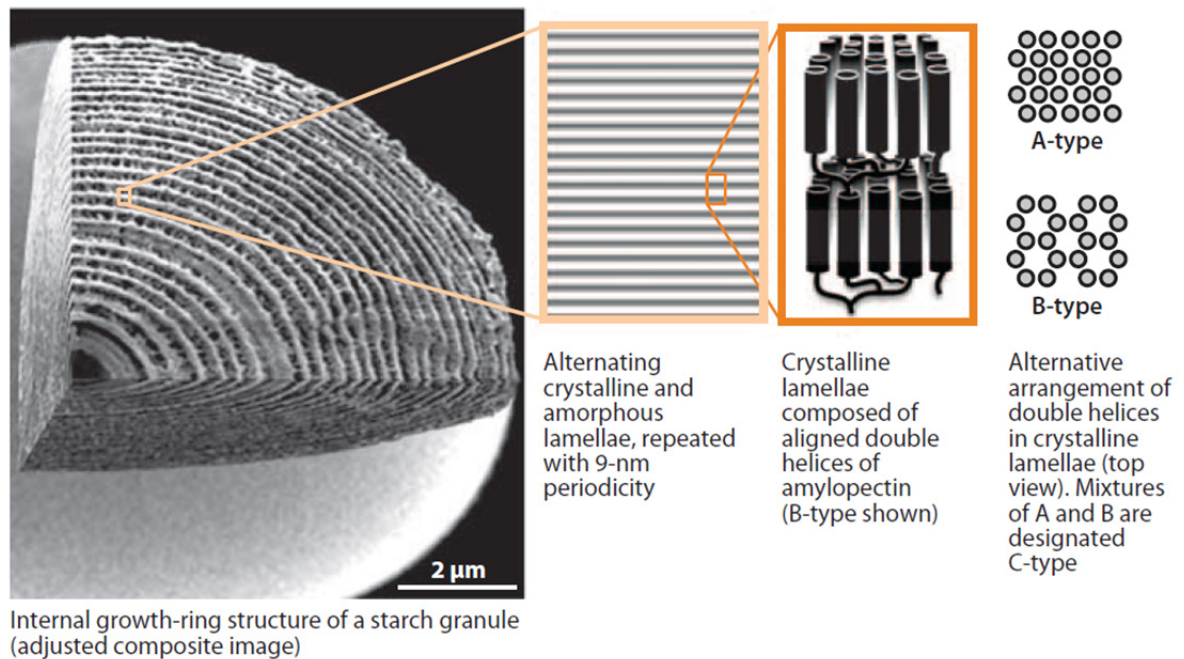 2 µm
Internal growth-ring structure of a starch granule
(adjusted composite image)
Alternating
crystalline and
amorphous
lamellae, repeated
with 9-nm
periodicity
Crystalline
lamellae
composed of
aligned double
helices of
amylopectin
(B-type shown)
A-type
B-type
Alternative
arrangement of
double helices
in crystalline
lamellae (top
view). Mixtures
of A and B are
designated
C-type